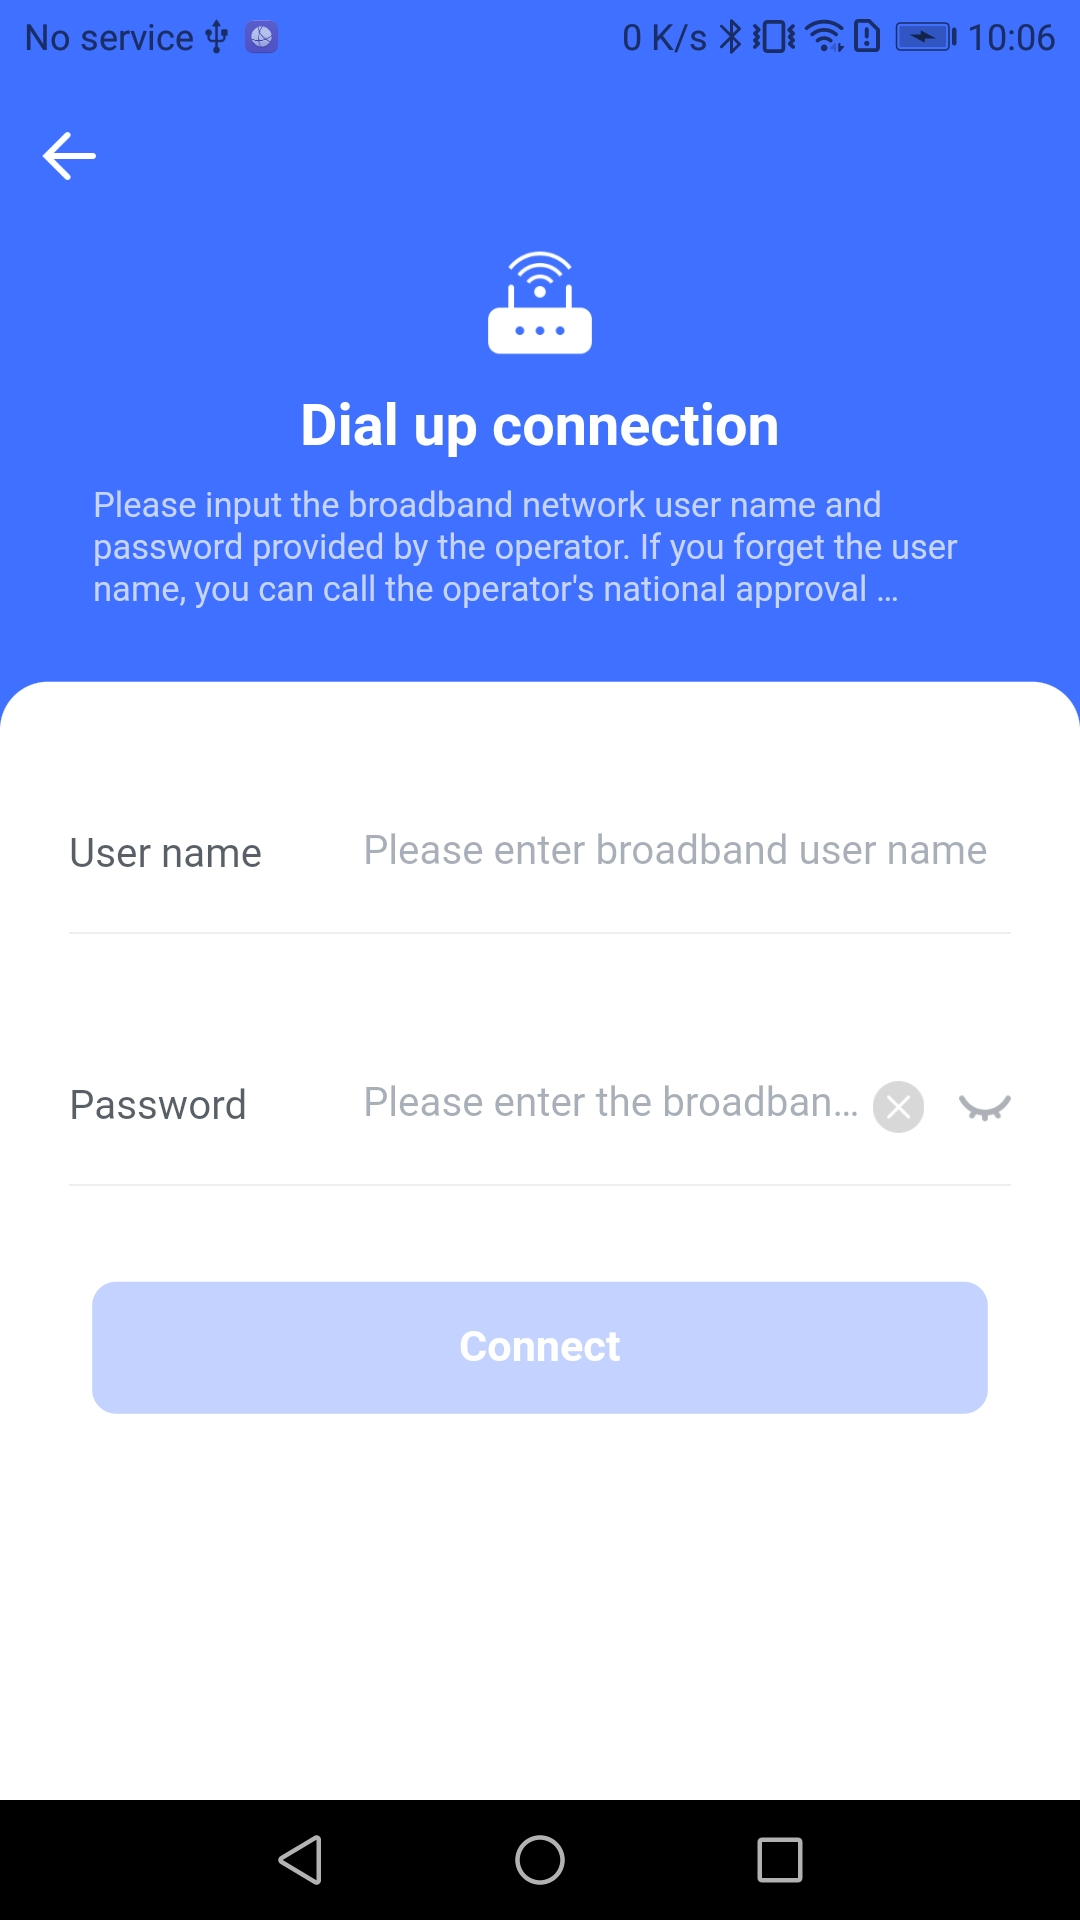 No service
0 K/s
10:06
Dial up connection
Please input the broadband network user name and
password provided by the operator. If you forget the user
name, you can call the operator's national approval ...
User name
Please enter broadband user name
Password
Please enter the broadban...
Connect